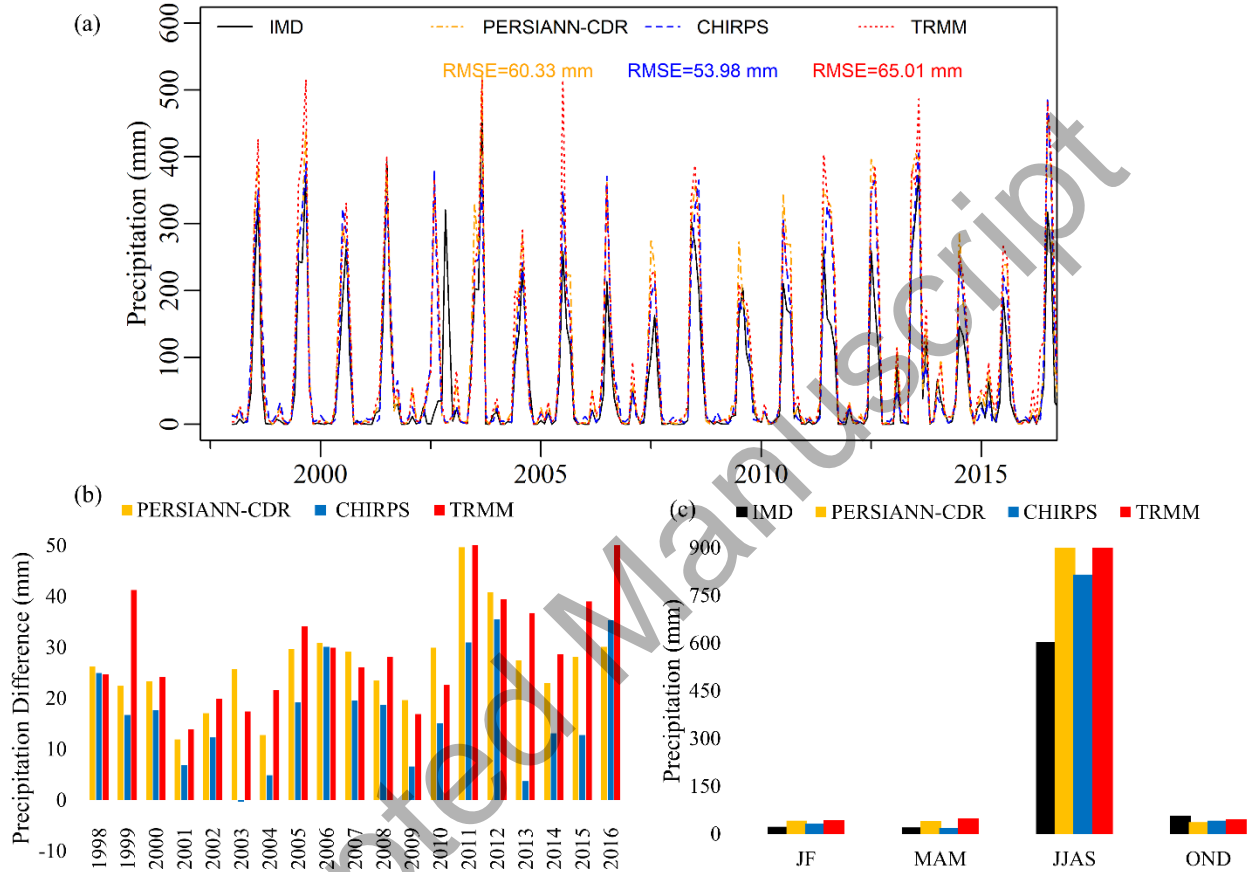 (a)
600
IMD PERSIANN-CDR CHIRPS TRMM
RMSE=60.33 mm RMSE=53.98 mm RMSE=65.01 mm
500
400
300
200
100
0
Precipitation (mm)
2000 2005 2010 2015
(b)
PERSIANN-CDR CHIRPS TRMM
50
40
30
20
10
0
-10
Precipitation Difference (mm)
1998 1999 2000 2001 2002 2003 2004 2005 2006 2007 2008 2009 2010 2011 2012 2013 2014 2015 2016
(c)
IMD PERSIANN-CDR CHIRPS TRMM
900
750
600
450
300
150
0
Precipitation (mm)
JF MAM JJAS OND
pted Manuscript